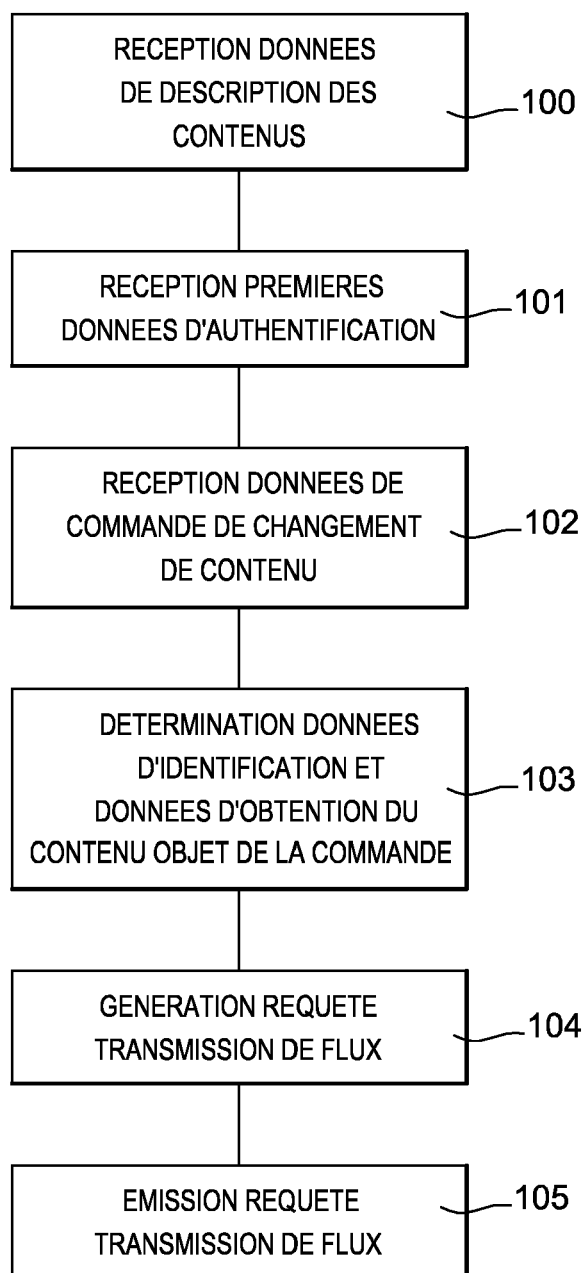 RECEPTION DONNEES
DE DESCRIPTION DES
CONTENUS
100
RECEPTION PREMIERES
DONNEES D'AUTHENTIFICATION
101
RECEPTION DONNEES DE
COMMANDE DE CHANGEMENT
DE CONTENU
102
DETERMINATION DONNEES
D'IDENTIFICATION ET
DONNEES D'OBTENTION DU
CONTENU OBJET DE LA COMMANDE
103
GENERATION REQUETE
TRANSMISSION DE FLUX
104
EMISSION REQUETE
TRANSMISSION DE FLUX
105